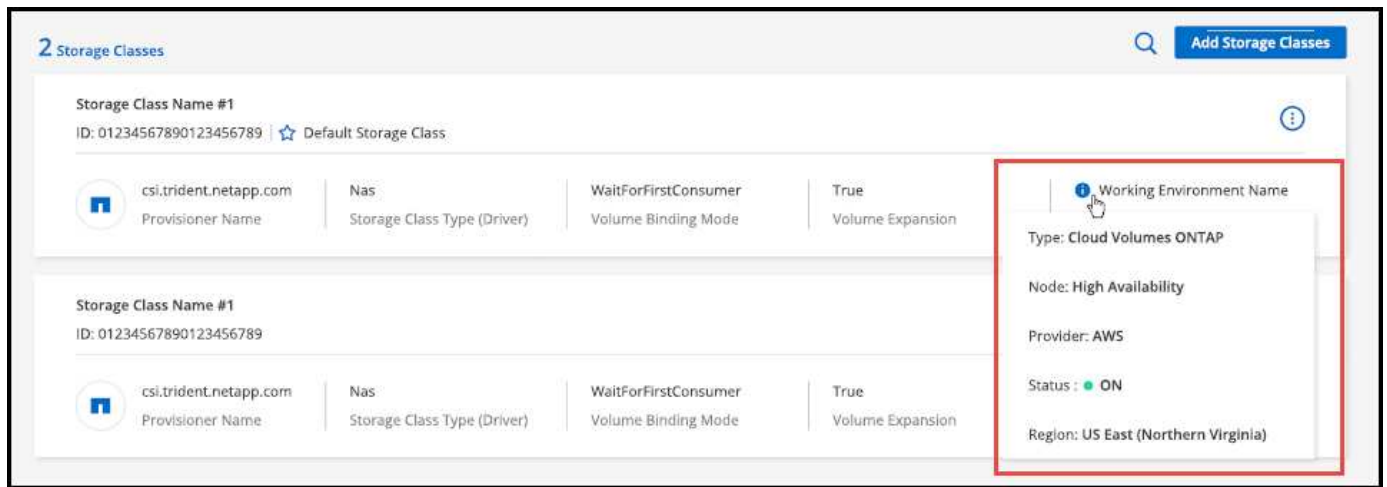 2 Storage Classes
Add Storage Classes
Storage Class Name #1
ID: 01234567890123456789 | Default Storage Class
csi.trident.netapp.com
Provisioner Name
Nas
Storage Class Type (Driver)
WaitForFirstConsumer
Volume Binding Mode
True
Volume Expansion
Working Environment Name
Type: Cloud Volumes ONTAP
Node: High Availability
Provider: AWS
Status : ON
Region: US East (Northern Virginia)
Storage Class Name #1
ID: 01234567890123456789
csi.trident.netapp.com
Provisioner Name
Nas
Storage Class Type (Driver)
WaitForFirstConsumer
Volume Binding Mode
True
Volume Expansion